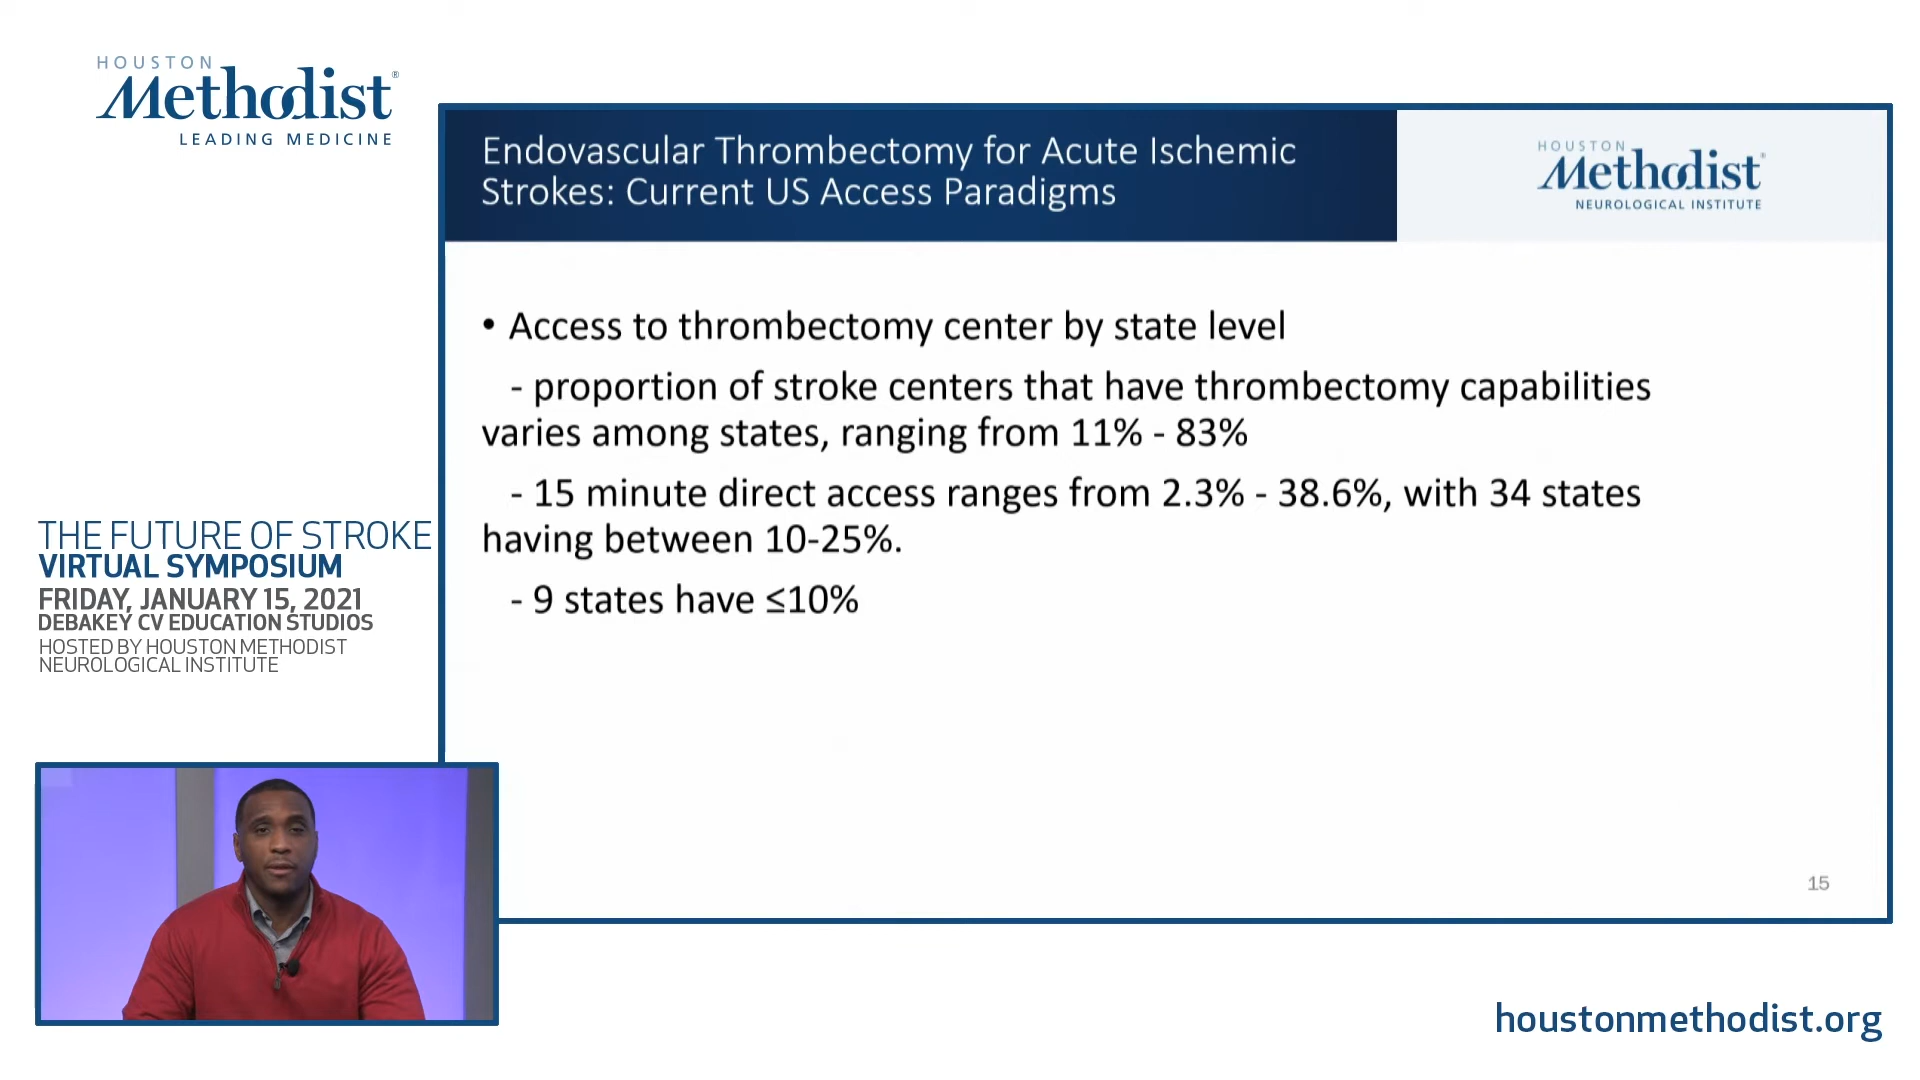 HOUSTON
Methodist®
LEADING MEDICINE
Endovascular Thrombectomy for Acute Ischemic
Strokes: Current US Access Paradigms
HOUSTON
Methodist®
NEUROLOGICAL INSTITUTE
• Access to thrombectomy center by state level
- proportion of stroke centers that have thrombectomy capabilities
varies among states, ranging from 11% - 83%
- 15 minute direct access ranges from 2.3% - 38.6%, with 34 states
having between 10-25%.
- 9 states have ≤10%
15
THE FUTURE OF STROKE
VIRTUAL SYMPOSIUM
FRIDAY, JANUARY 15, 2021
DEBAKEY CV EDUCATION STUDIOS
HOSTED BY HOUSTON METHODIST
NEUROLOGICAL INSTITUTE
houstonmethodist.org